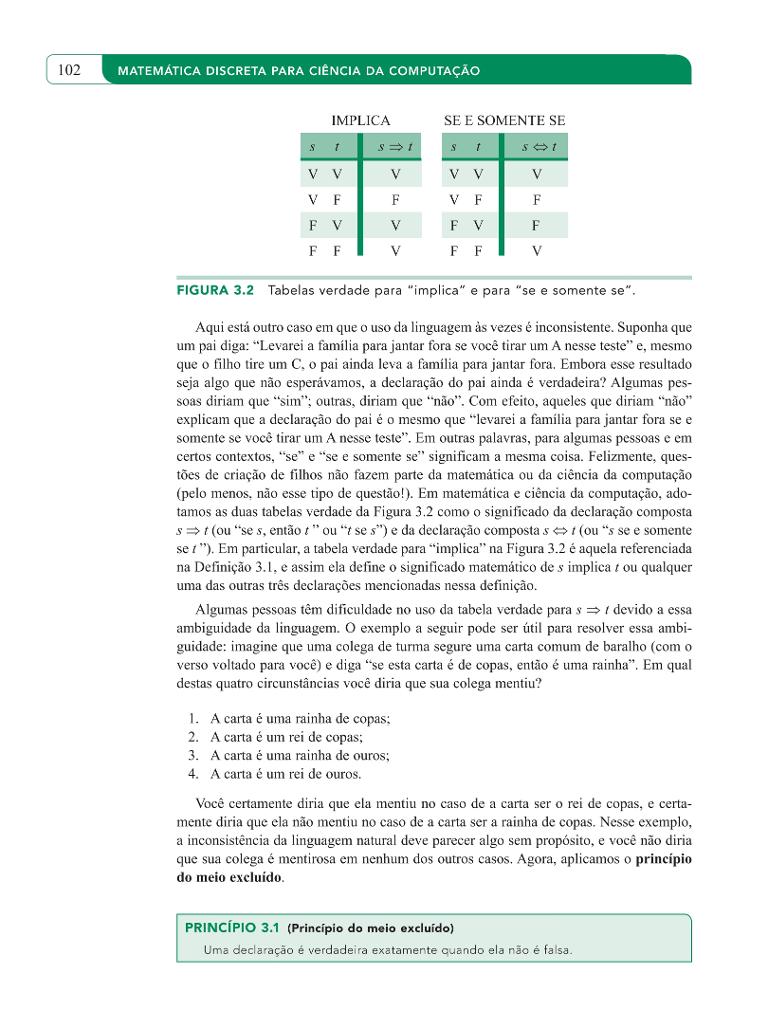 102 MATEMÁTICA DISCRETA PARA CIÊNCIA DA COMPUTAÇÃO
IMPLICA SE E SOMENTE SE
s t s ⇒ t s t s ⇔ t
V V V V V V
V F F V F F
F V V F V F
F F V F F V
FIGURA 3.2 Tabelas verdade para “implica” e para “se e somente se”.
Aqui está outro caso em que o uso da linguagem às vezes é inconsistente. Suponha que
um pai diga: “Levarei a família para jantar fora se você tirar um A nesse teste” e, mesmo
que o filho tire um C, o pai ainda leva a família para jantar fora. Embora esse resultado
seja algo que não esperávamos, a declaração do pai ainda é verdadeira? Algumas pes-
soas diriam que “sim”; outras, diriam que “não”. Com efeito, aqueles que diriam “não”
explicam que a declaração do pai é o mesmo que “levarei a família para jantar fora se e
somente se você tirar um A nesse teste”. Em outras palavras, para algumas pessoas e em
certos contextos, “se” e “se e somente se” significam a mesma coisa. Felizmente, ques-
tões de criação de filhos não fazem parte da matemática ou da ciência da computação
(pelo menos, não esse tipo de questão!). Em matemática e ciência da computação, ado-
tamos as duas tabelas verdade da Figura 3.2 como o significado da declaração composta
s ⇒ t (ou “se s, então t ” ou “t se s”) e da declaração composta s ⇔ t (ou “s se e somente
se t ”). Em particular, a tabela verdade para “implica” na Figura 3.2 é aquela referenciada
na Definição 3.1, e assim ela define o significado matemático de s implica t ou qualquer
uma das outras três declarações mencionadas nessa definição.
Algumas pessoas têm dificuldade no uso da tabela verdade para s ⇒ t devido a essa
ambiguidade da linguagem. O exemplo a seguir pode ser útil para resolver essa ambi-
guidade: imagine que uma colega de turma segure uma carta comum de baralho (com o
verso voltado para você) e diga “se esta carta é de copas, então é uma rainha”. Em qual
destas quatro circunstâncias você diria que sua colega mentiu?
1. A carta é uma rainha de copas;
2. A carta é um rei de copas;
3. A carta é uma rainha de ouros;
4. A carta é um rei de ouros.
Você certamente diria que ela mentiu no caso de a carta ser o rei de copas, e certa-
mente diria que ela não mentiu no caso de a carta ser a rainha de copas. Nesse exemplo,
a inconsistência da linguagem natural deve parecer algo sem propósito, e você não diria
que sua colega é mentirosa em nenhum dos outros casos. Agora, aplicamos o princípio
do meio excluído.
PRINCÍPIO 3.1 (Princípio do meio excluído)
Uma declaração é verdadeira exatamente quando ela não é falsa.